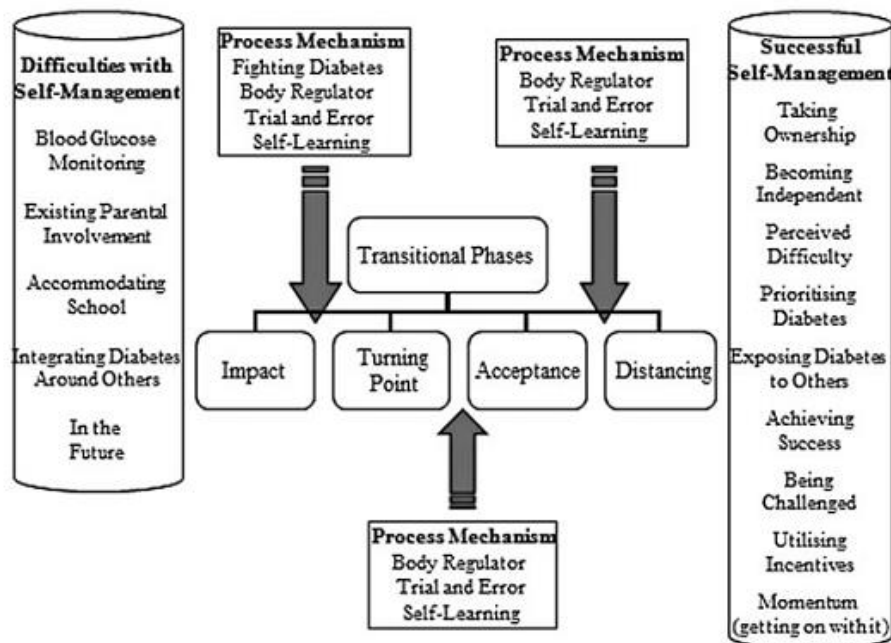 Difficulties with
Self-Management
Blood Glucose
Monitoring
Existing Parental
Involvement
Accommodating
School
Integrating Diabetes
Around Others
In the
Future
Process Mechanism
Fighting Diabetes
Body Regulator
Trial and Error
Self-Learning
Process Mechanism
Body Regulator
Trial and Error
Self-Learning
Transitional Phases
Impact
Turning
Point
Acceptance
Distancing
Process Mechanism
Body Regulator
Trial and Error
Self-Learning
Successful
Self-Management
Taking
Ownership
Becoming
Independent
Perceived
Difficulty
Prioritising
Diabetes
Exposing Diabetes
to Others
Achieving
Success
Being
Challenged
Utilising
Incentives
Momentum
(getting on with it)